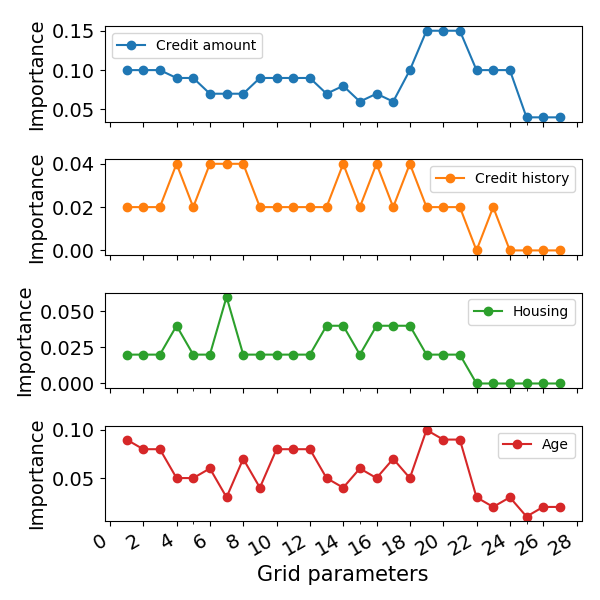 0.15
0.10
0.05
Importance
Credit amount
0.04
0.02
0.00
Importance
Credit history
0.050
0.025
0.000
Importance
Housing
0.10
0.05
Importance
Age
0 2 4 6 8 10 12 14 16 18 20 22 24 26 28
Grid parameters